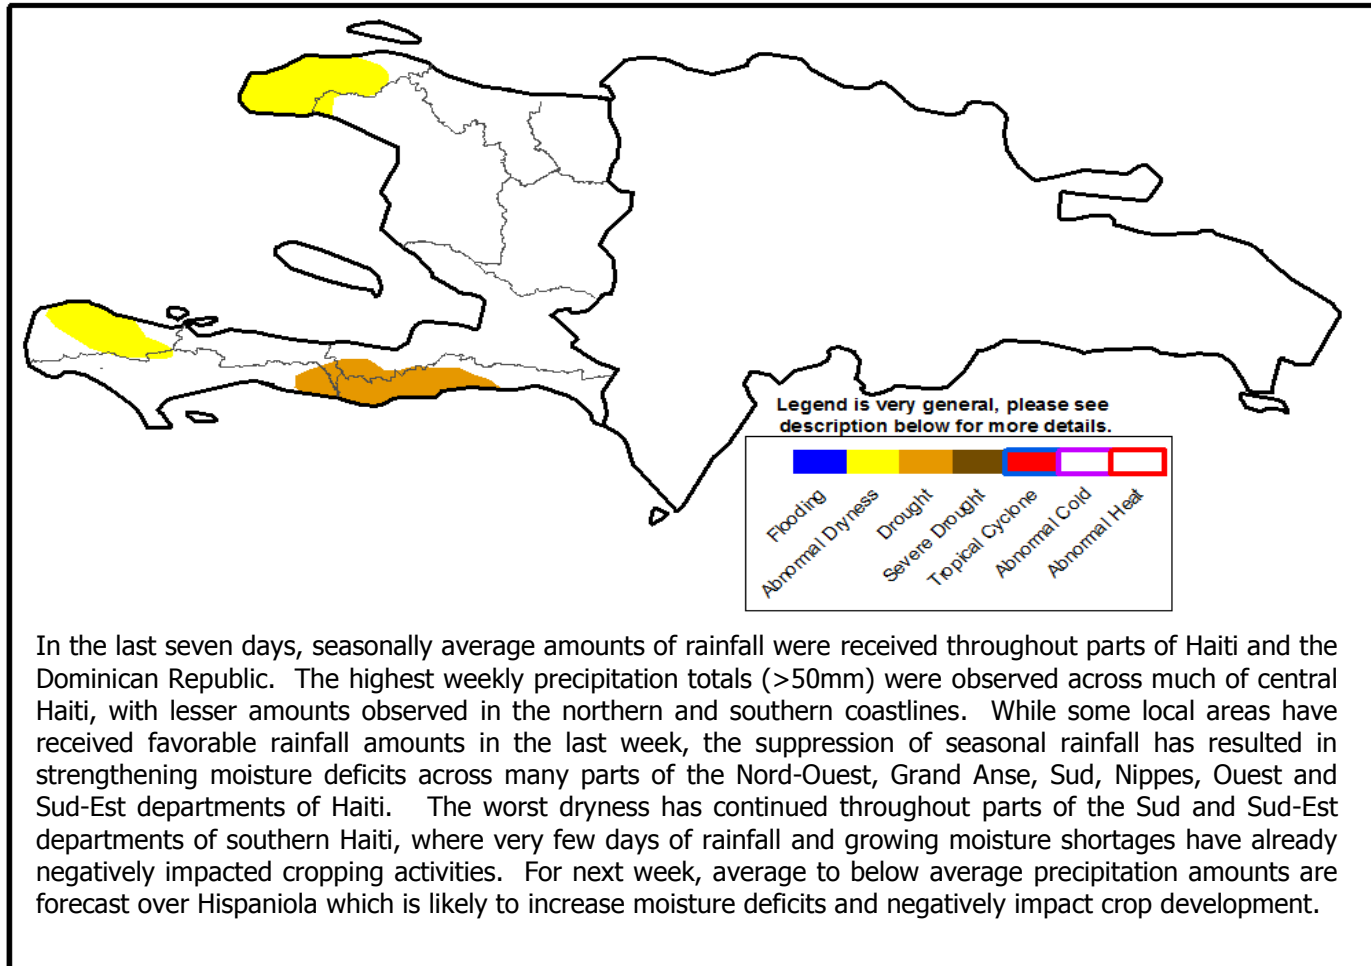 Legend is very general, please see
description below for more details.
Flooding
Abnormal Dryness
Drought
Severe Drought
Tropical Cyclone
Abnormal Cold
Abnormal Heat
In the last seven days, seasonally average amounts of rainfall were received throughout parts of Haiti and the
Dominican Republic. The highest weekly precipitation totals (>50mm) were observed across much of central
Haiti, with lesser amounts observed in the northern and southern coastlines. While some local areas have
received favorable rainfall amounts in the last week, the suppression of seasonal rainfall has resulted in
strengthening moisture deficits across many parts of the Nord-Ouest, Grand Anse, Sud, Nippes, Ouest and
Sud-Est departments of Haiti. The worst dryness has continued throughout parts of the Sud and Sud-Est
departments of southern Haiti, where very few days of rainfall and growing moisture shortages have already
negatively impacted cropping activities. For next week, average to below average precipitation amounts are
forecast over Hispaniola which is likely to increase moisture deficits and negatively impact crop development.